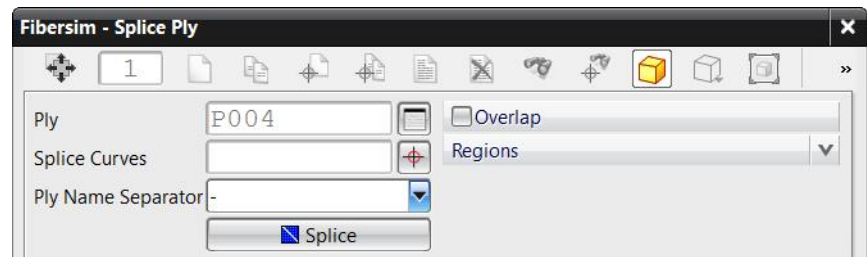 Fibersim - Splice Ply
1
Ply P004 Overlap
Splice Curves Regions
Ply Name Separator -
Splice